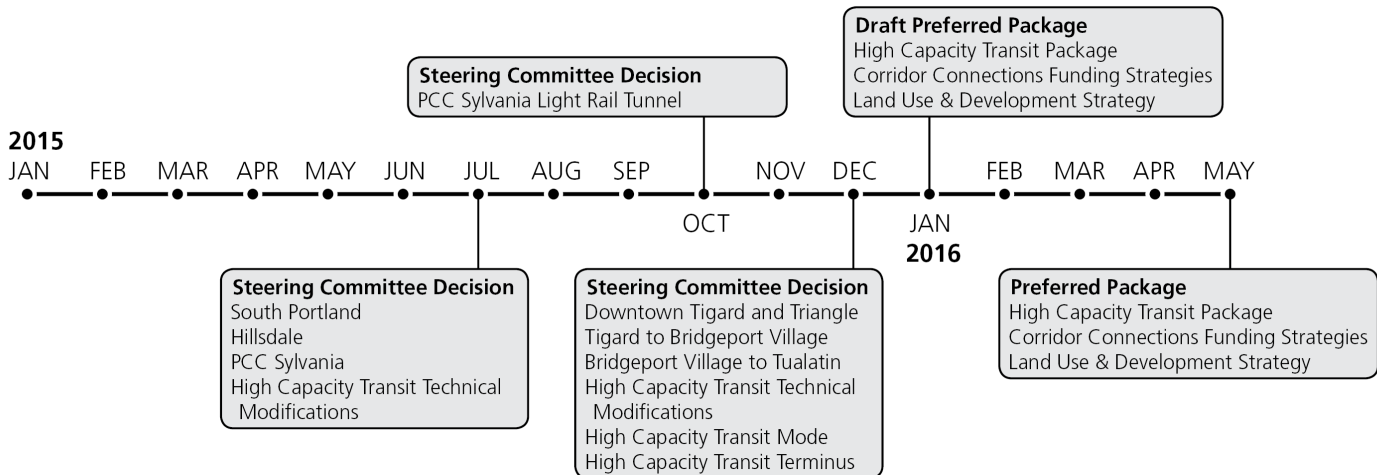 Draft Preferred Package
High Capacity Transit Package
Corridor Connections Funding Strategies
Land Use & Development Strategy
Steering Committee Decision
PCC Sylvania Light Rail Tunnel
2015
JAN FEB MAR APR MAY JUN JUL AUG SEP NOV DEC FEB MAR APR MAY
OCT JAN
2016
Steering Committee Decision
South Portland
Hillsdale
PCC Sylvania
High Capacity Transit Technical
Modifications
Steering Committee Decision
Downtown Tigard and Triangle
Tigard to Bridgeport Village
Bridgeport Village to Tualatin
High Capacity Transit Technical
Modifications
High Capacity Transit Mode
High Capacity Transit Terminus
Preferred Package
High Capacity Transit Package
Corridor Connections Funding Strategies
Land Use & Development Strategy